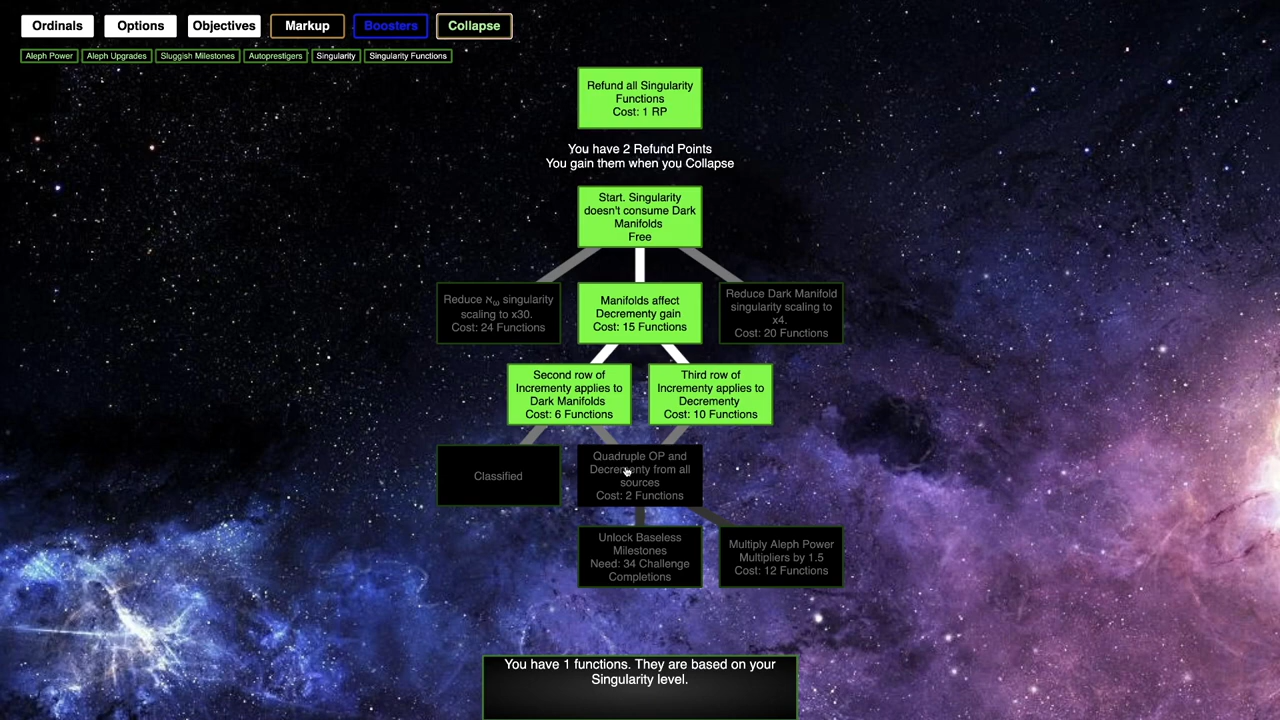 Ordinals Options Objectives Markup Boosters Collapse
Aleph Power Aleph Upgrades Sluggish Milestones Autoprestigers Singularity Singularity Functions
Refund all Singularity
Functions
Cost: 1 RP
You have 2 Refund Points
You gain them when you Collapse
Start. Singularity
doesn't consume Dark
Manifolds
Free
Reduce ℵω singularity
scaling to x30.
Cost: 24 Functions
Manifolds affect
Decrementy gain
Cost: 15 Functions
Reduce Dark Manifold
singularity scaling to
x4.
Cost: 20 Functions
Second row of
Incrementy applies to
Dark Manifolds
Cost: 6 Functions
Third row of
Incrementy applies to
Decrementy
Cost: 10 Functions
Classified
Quadruple OP and
Decrementy from all
sources
Cost: 2 Functions
Unlock Baseless
Milestones
Need: 34 Challenge
Completions
Multiply Aleph Power
Multipliers by 1.5
Cost: 12 Functions
You have 1 functions. They are based on your
Singularity level.